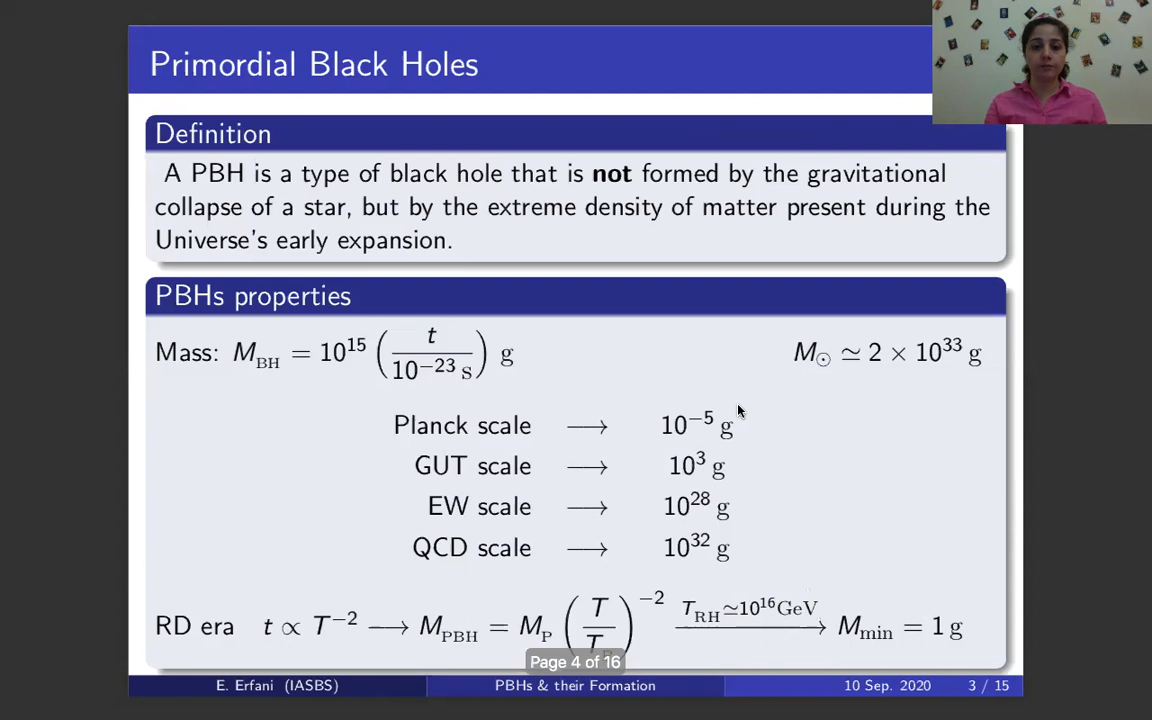 Primordial Black Holes
Definition
A PBH is a type of black hole that is not formed by the gravitational
collapse of a star, but by the extreme density of matter present during the
Universe's early expansion.
PBHs properties
Mass: M_BH = 10^15 (t / 10^−23 s) g    M_⊙ ≃ 2 × 10^33 g
Planck scale ⟶ 10^−5 g
GUT scale ⟶ 10^3 g
EW scale ⟶ 10^28 g
QCD scale ⟶ 10^32 g
RD era t ∝ T^−2 ⟶ M_PBH = M_P (T / T)^−2 T_RH≃10^16 GeV ⟶ M_min = 1 g
Page 4 of 16
E. Erfani (IASBS)    PBHs & their Formation    10 Sep. 2020    3 / 15